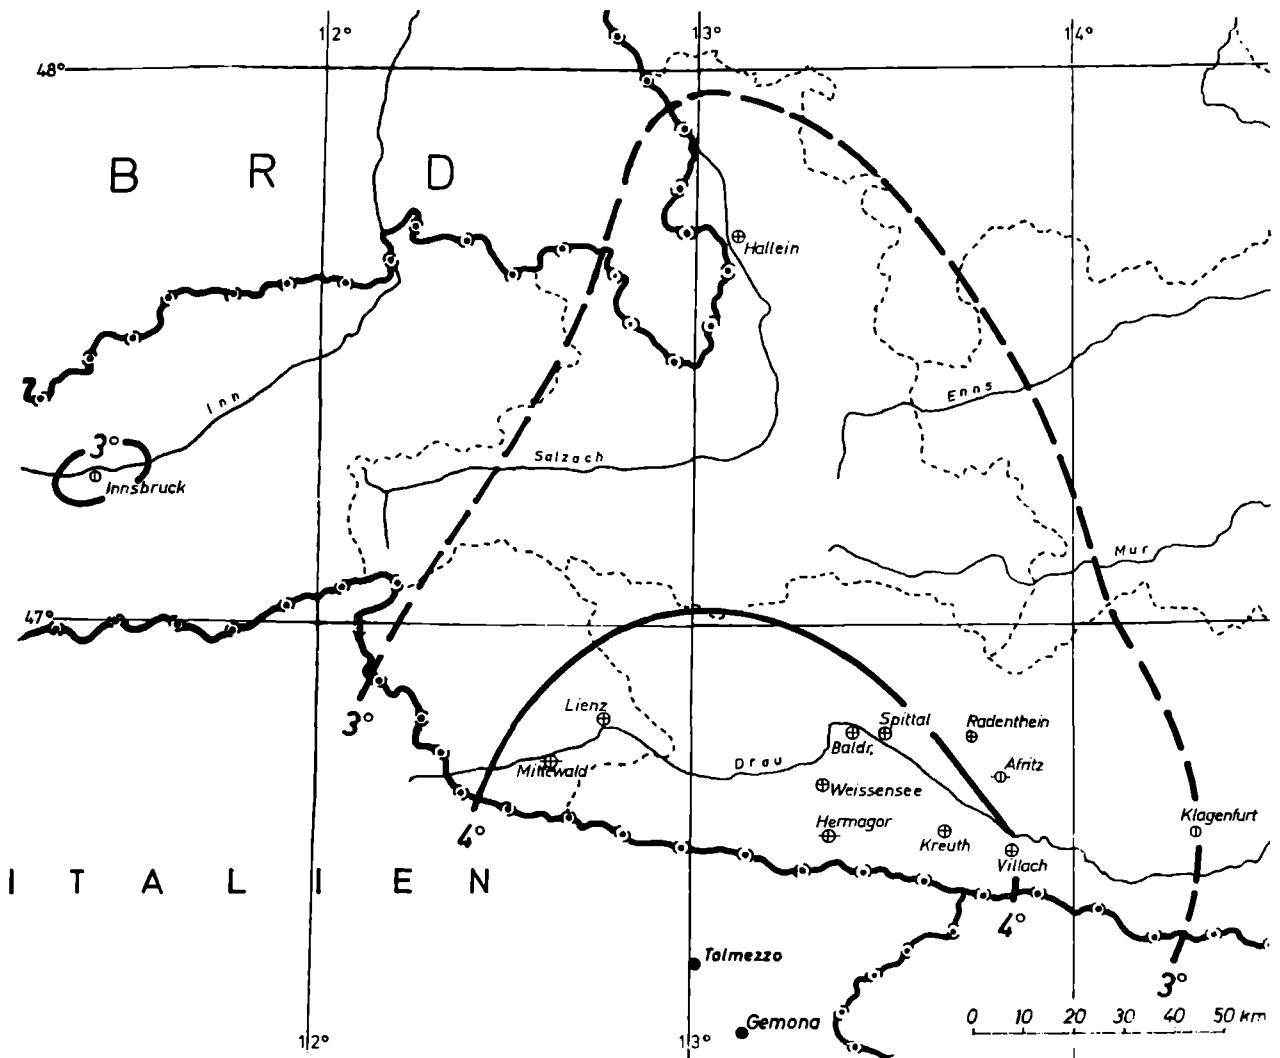 12° 13° 14°
48°
B R D
Hallein
Inn
Enns
3°
Salzach
Innsbruck
Mur
47°
3°
Lienz
Spittal
Radenthein
Baldr.
Mittewald
Drau
Afritz
Weissensee
Hermagor
Kreuth
Klagenfurt
4°
Villach
I T A L I E N
4°
Tolmezzo
3°
Gemona
0 10 20 30 40 50 km
12° 13°